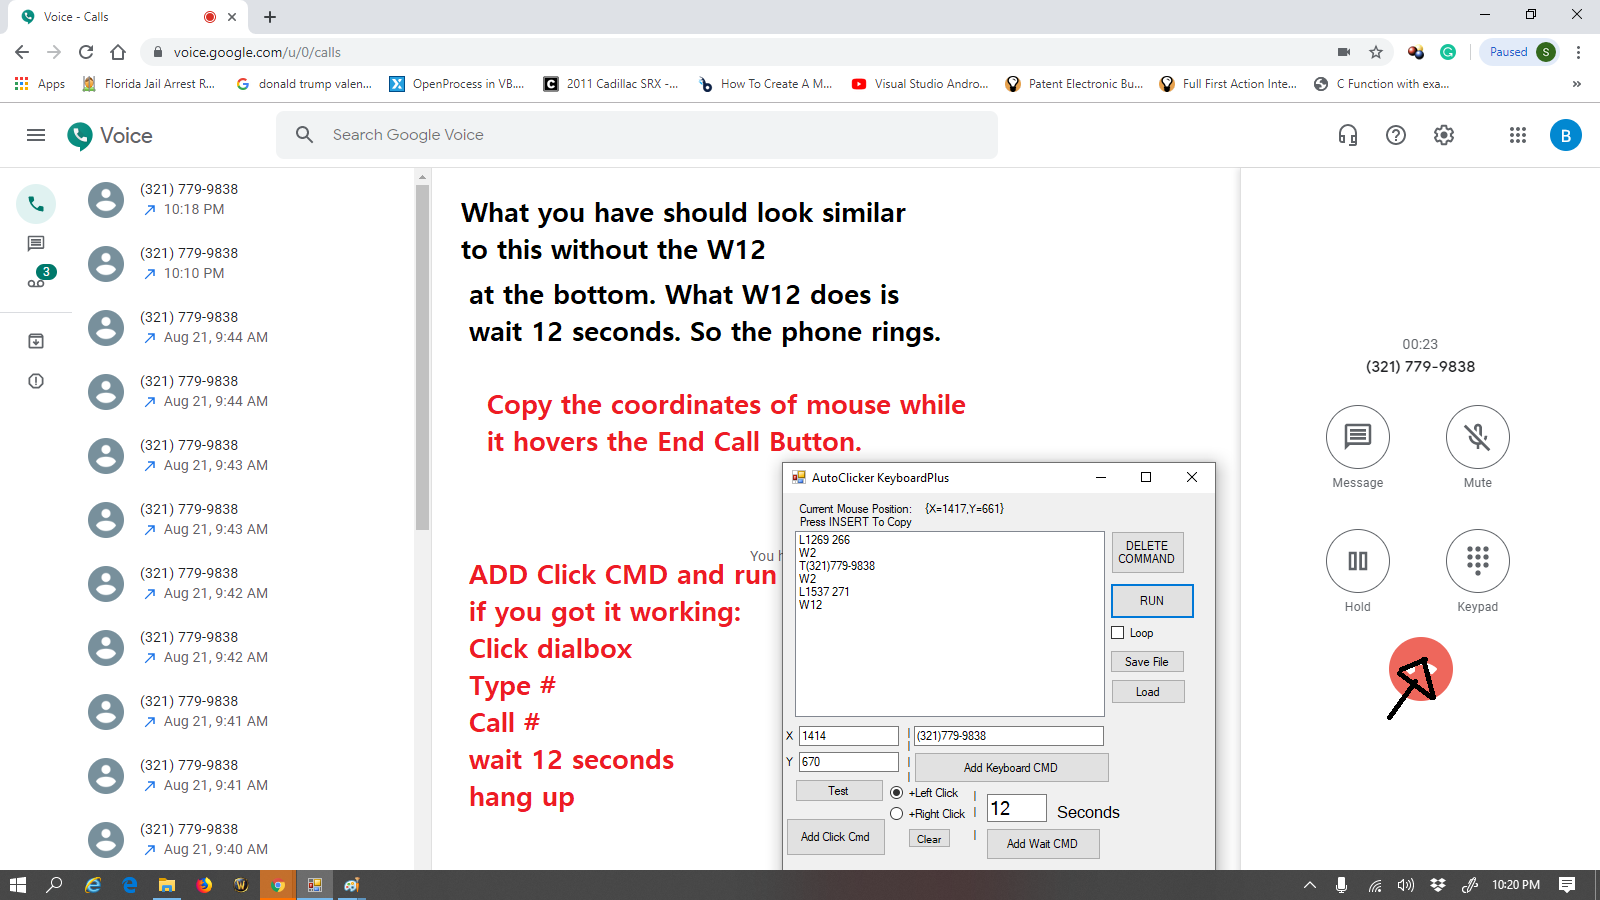 Voice - Calls
voice.google.com/u/0/calls
Paused S
Apps Florida Jail Arrest R... donald trump valen... OpenProcess in VB.... 2011 Cadillac SRX -... How To Create A M... Visual Studio Andro... Patent Electronic Bu... Full First Action Inte... C Function with exa... »
Voice
Search Google Voice
B
3
(321) 779-9838
10:18 PM
(321) 779-9838
10:10 PM
(321) 779-9838
Aug 21, 9:44 AM
(321) 779-9838
Aug 21, 9:44 AM
(321) 779-9838
Aug 21, 9:43 AM
(321) 779-9838
Aug 21, 9:43 AM
(321) 779-9838
Aug 21, 9:42 AM
(321) 779-9838
Aug 21, 9:42 AM
(321) 779-9838
Aug 21, 9:41 AM
(321) 779-9838
Aug 21, 9:41 AM
(321) 779-9838
Aug 21, 9:40 AM
What you have should look similar
to this without the W12
at the bottom. What W12 does is
wait 12 seconds. So the phone rings.
Copy the coordinates of mouse while
it hovers the End Call Button.
You
ADD Click CMD and run
if you got it working:
Click dialbox
Type #
Call #
wait 12 seconds
hang up
AutoClicker KeyboardPlus
Current Mouse Position: {X=1417,Y=661}
Press INSERT To Copy
L1269 266
W2
T(321)779-9838
W2
L1537 271
W12
DELETE
COMMAND
RUN
Loop
Save File
Load
X 1414
Y 670
(321)779-9838
Add Keyboard CMD
Test
+Left Click
+Right Click
Add Click Cmd
Clear
12 Seconds
Add Wait CMD
00:23
(321) 779-9838
Message
Mute
Hold
Keypad
10:20 PM